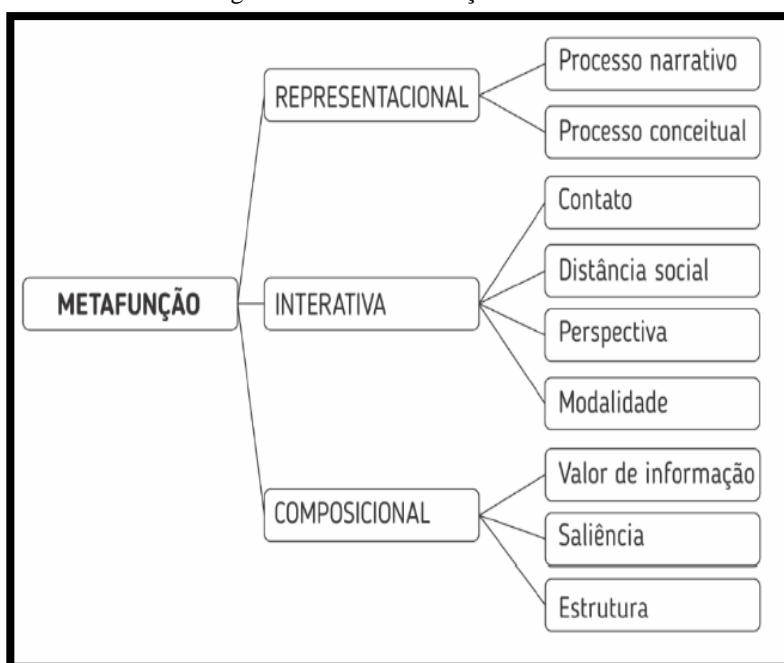 METAFUNÇÃO
REPRESENTACIONAL
Processo narrativo
Processo conceitual
INTERATIVA
Contato
Distância social
Perspectiva
Modalidade
COMPOSICIONAL
Valor de informação
Saliência
Estrutura